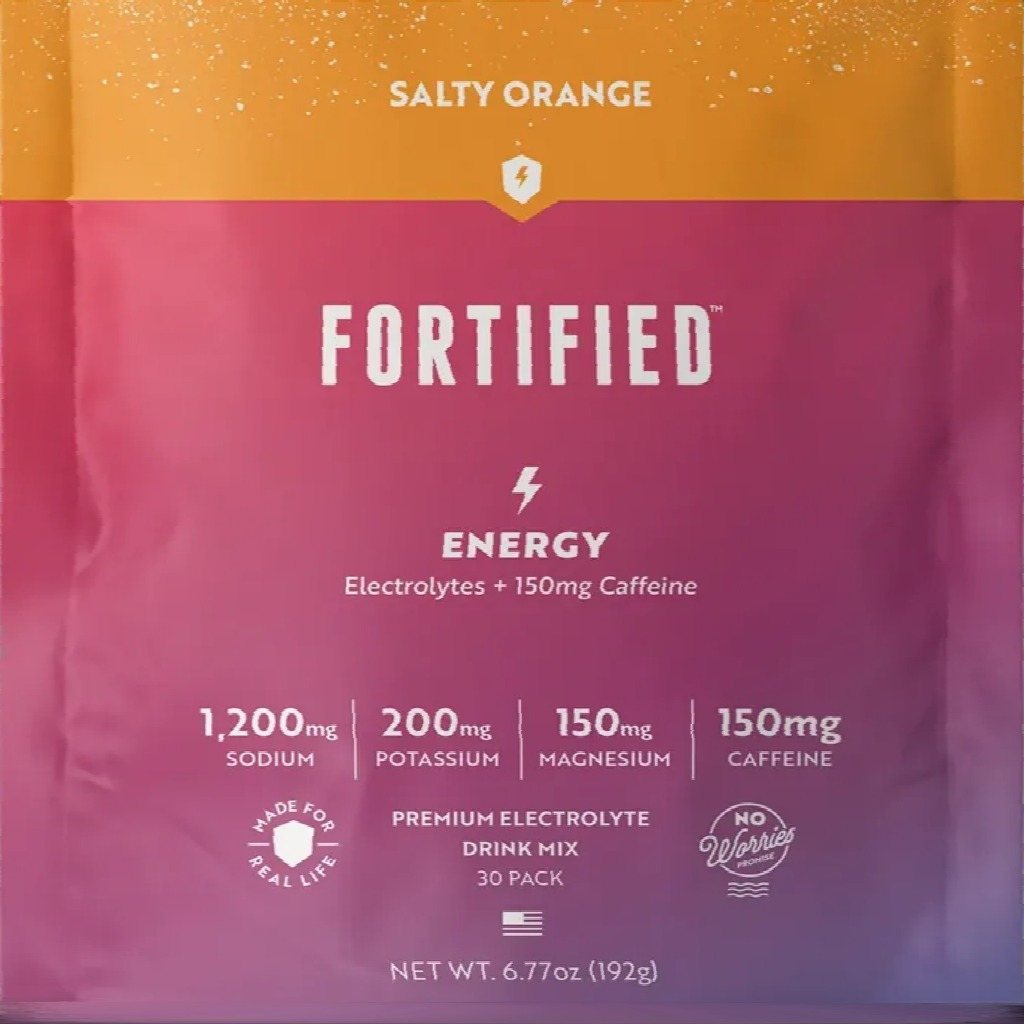 SALTY ORANGE
FORTIFIED™
ENERGY
Electrolytes + 150mg Caffeine
1,200mg
SODIUM
200mg
POTASSIUM
150mg
MAGNESIUM
150mg
CAFFEINE
MADE FOR
REAL LIFE
PREMIUM ELECTROLYTE
DRINK MIX
30 PACK
NO
Worries
PROMISE
NET WT. 6.77oz (192g)